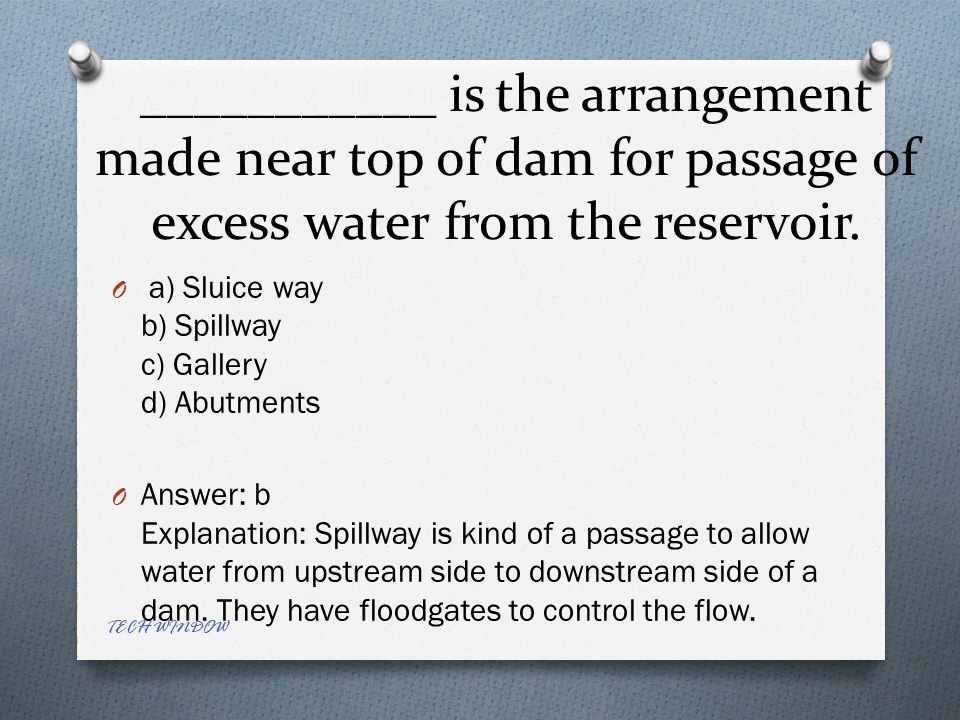 ___________ is the arrangement
made near top of dam for passage of
excess water from the reservoir.
a) Sluice way
b) Spillway
c) Gallery
d) Abutments
Answer: b
Explanation: Spillway is kind of a passage to allow
water from upstream side to downstream side of a
dam. They have floodgates to control the flow.
TECH WINDOW